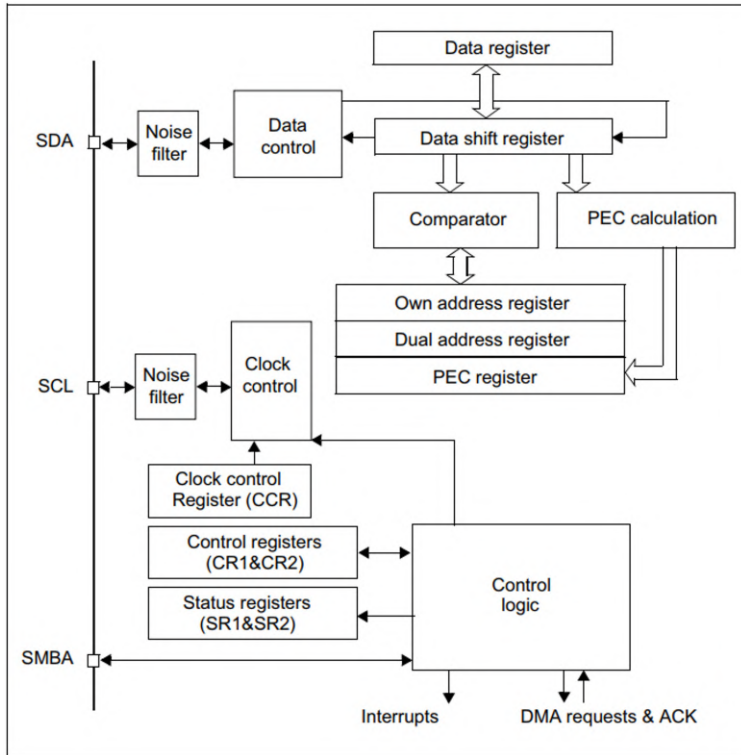 Data register
SDA
Noise
filter
Data
control
Data shift register
Comparator
PEC calculation
Own address register
Dual address register
PEC register
SCL
Noise
filter
Clock
control
Clock control
Register (CCR)
Control registers
(CR1&CR2)
Status registers
(SR1&SR2)
Control
logic
SMBA
Interrupts
DMA requests & ACK